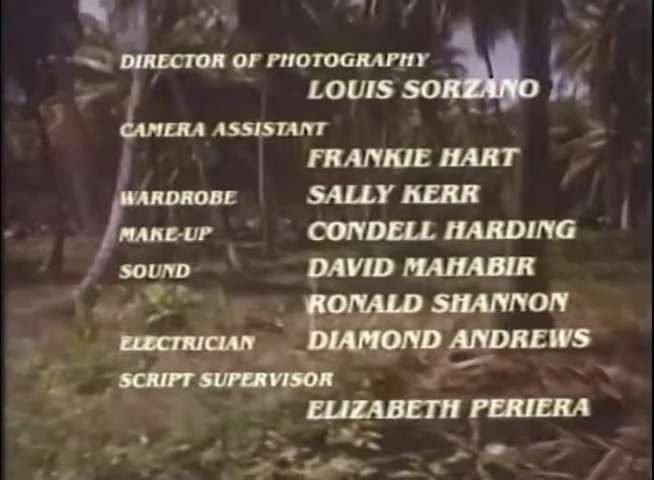 DIRECTOR OF PHOTOGRAPHY
LOUIS SORZANO
CAMERA ASSISTANT
FRANKIE HART
WARDROBE SALLY KERR
MAKE-UP CONDELL HARDING
SOUND DAVID MAHABIR
RONALD SHANNON
ELECTRICIAN DIAMOND ANDREWS
SCRIPT SUPERVISOR
ELIZABETH PERIERA